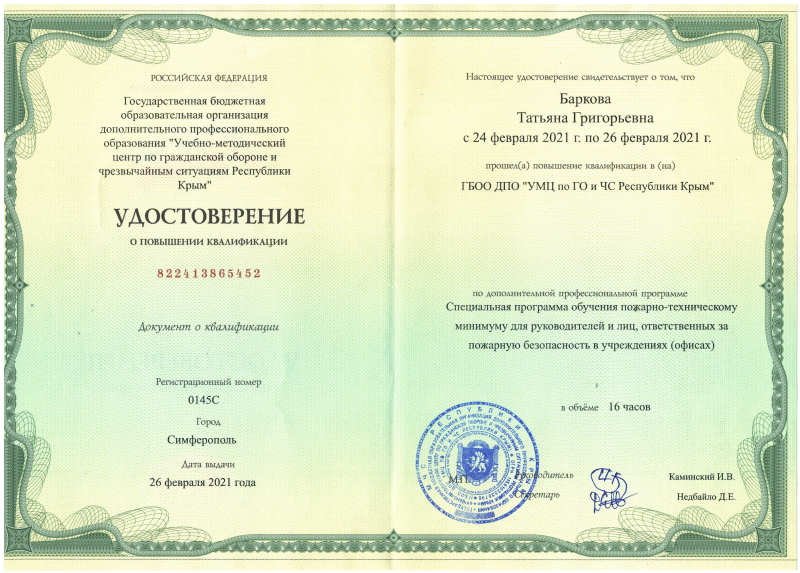 РОССИЙСКАЯ ФЕДЕРАЦИЯ
Государственная бюджетная
образовательная организация
дополнительного профессионального
образования "Учебно-методический
центр по гражданской обороне и
чрезвычайным ситуациям Республики
Крым"
УДОСТОВЕРЕНИЕ
О ПОВЫШЕНИИ КВАЛИФИКАЦИИ
822413865452
Документ о квалификации
Регистрационный номер
0145С
Город
Симферополь
Дата выдачи
26 февраля 2021 года
Настоящее удостоверение свидетельствует о том, что
Баркова
Татьяна Григорьевна
с 24 февраля 2021 г. по 26 февраля 2021 г.
прошел(а) повышение квалификации в (на)
ГБОО ДПО "УМЦ по ГО и ЧС Республики Крым"
по дополнительной профессиональной программе
Специальная программа обучения пожарно-техническому
минимуму для руководителей и лиц, ответственных за
пожарную безопасность в учреждениях (офисах)
в объёме 16 часов
М.П.
Руководитель
Каминский И.В.
Секретарь
Недбайло Д.Е.